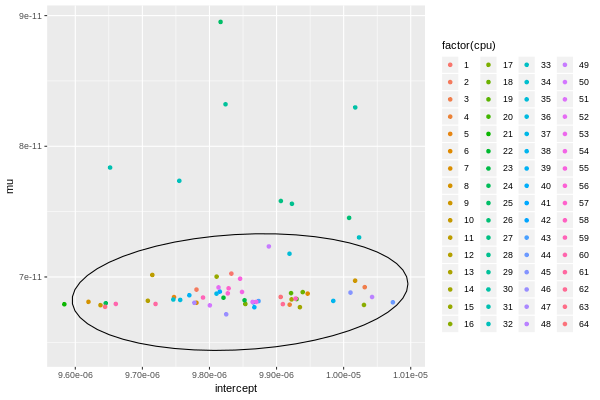 9e-11
8e-11
7e-11
mu
9.60e-06 9.70e-06 9.80e-06 9.90e-06 1.00e-05 1.01e-05
intercept
factor(cpu)
1 17 33 49
2 18 34 50
3 19 35 51
4 20 36 52
5 21 37 53
6 22 38 54
7 23 39 55
8 24 40 56
9 25 41 57
10 26 42 58
11 27 43 59
12 28 44 60
13 29 45 61
14 30 46 62
15 31 47 63
16 32 48 64